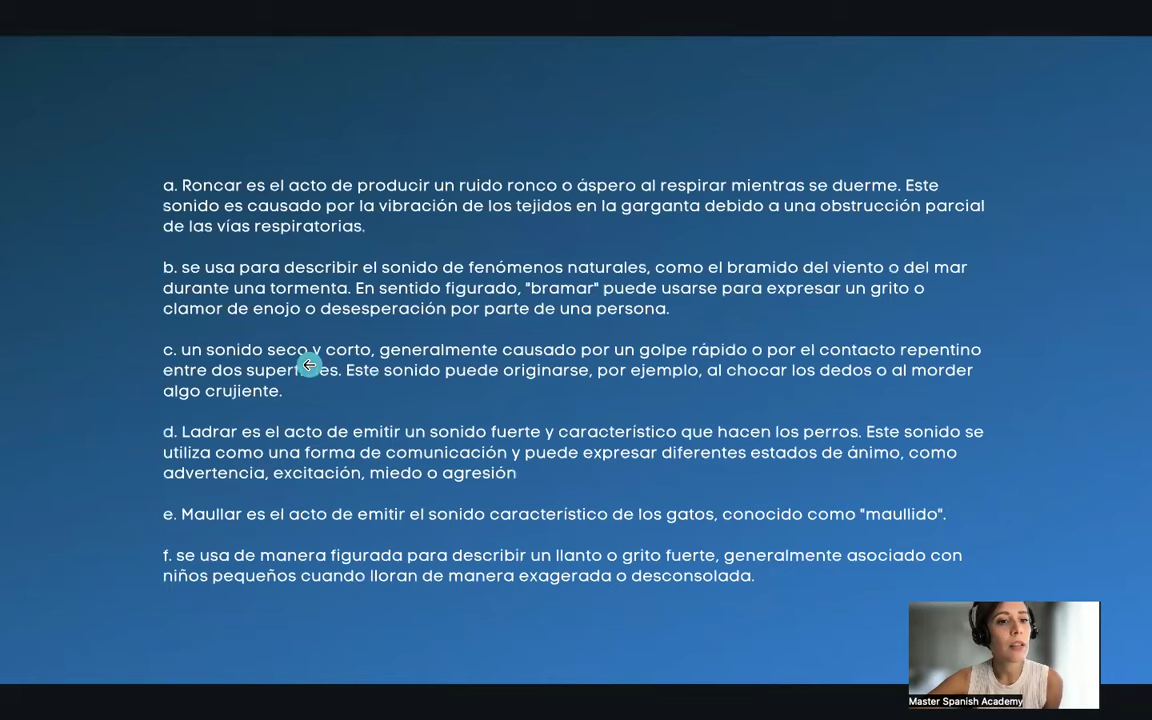 a. Roncar es el acto de producir un ruido ronco o áspero al respirar mientras se duerme. Este
sonido es causado por la vibración de los tejidos en la garganta debido a una obstrucción parcial
de las vías respiratorias.
b. se usa para describir el sonido de fenómenos naturales, como el bramido del viento o del mar
durante una tormenta. En sentido figurado, "bramar" puede usarse para expresar un grito o
clamor de enojo o desesperación por parte de una persona.
c. un sonido seco y corto, generalmente causado por un golpe rápido o por el contacto repentino
entre dos Este sonido puede originarse, por ejemplo, al chocar los dedos o al morder
algo crujiente.
d. Ladrar es el acto de emitir un sonido fuerte y característico que hacen los perros. Este sonido se
utiliza como una forma de comunicación y puede expresar diferentes estados de ánimo, como
advertencia, excitación, miedo o agresión
e. Maullar es el acto de emitir el sonido característico de los gatos, conocido como "maullido".
f. se usa de manera figurada para describir un llanto o grito fuerte, generalmente asociado con
niños pequeños cuando lloran de manera exagerada o desconsolada.
Master Spanish Academy